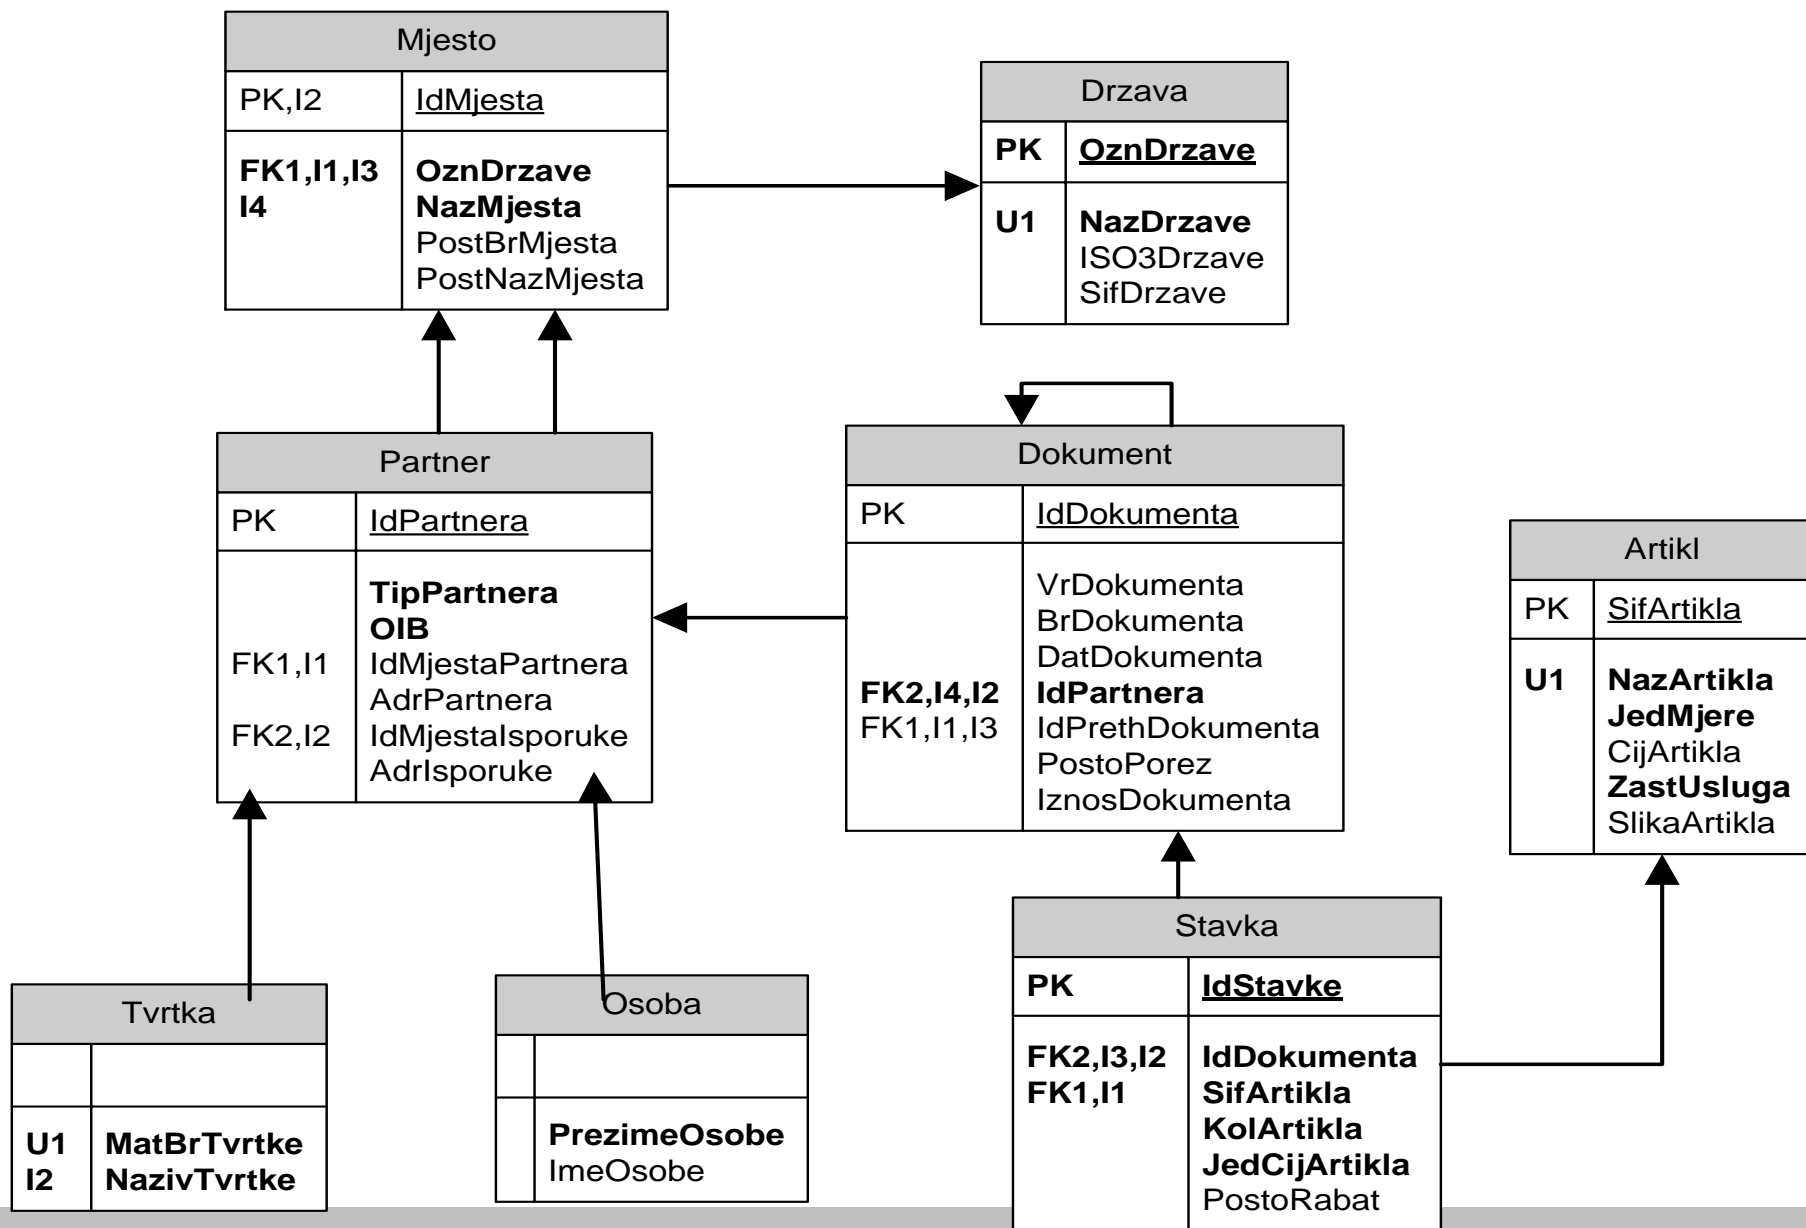 Mjesto
PK,I2 IdMjesta
FK1,I1,I3 OznDrzave
I4 NazMjesta
PostBrMjesta
PostNazMjesta
Drzava
PK OznDrzave
U1 NazDrzave
ISO3Drzave
SifDrzave
Partner
PK IdPartnera
TipPartnera
OIB
FK1,I1 IdMjestaPartnera
AdrPartnera
FK2,I2 IdMjestaIsporuke
AdrIsporuke
Dokument
PK IdDokumenta
VrDokumenta
BrDokumenta
DatDokumenta
FK2,I4,I2 IdPartnera
FK1,I1,I3 IdPrethDokumenta
PostoPorez
IznosDokumenta
Artikl
PK SifArtikla
U1 NazArtikla
JedMjere
CijArtikla
ZastUsluga
SlikaArtikla
Tvrtka
U1 MatBrTvrtke
I2 NazivTvrtke
Osoba
PrezimeOsobe
ImeOsobe
Stavka
PK IdStavke
FK2,I3,I2 IdDokumenta
FK1,I1 SifArtikla
KolArtikla
JedCijArtikla
PostoRabat